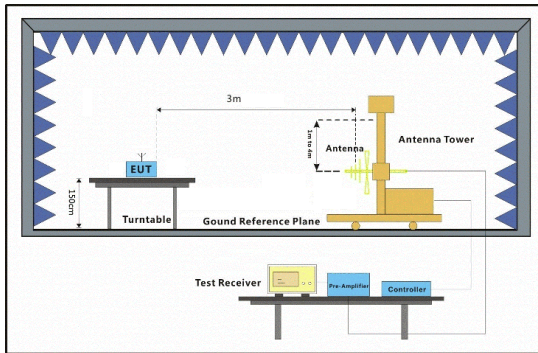 3m
1m to 4m
Antenna
Antenna Tower
EUT
150cm
Turntable
Gound Reference Plane
Test Receiver
Pre-Amplifier
Controller